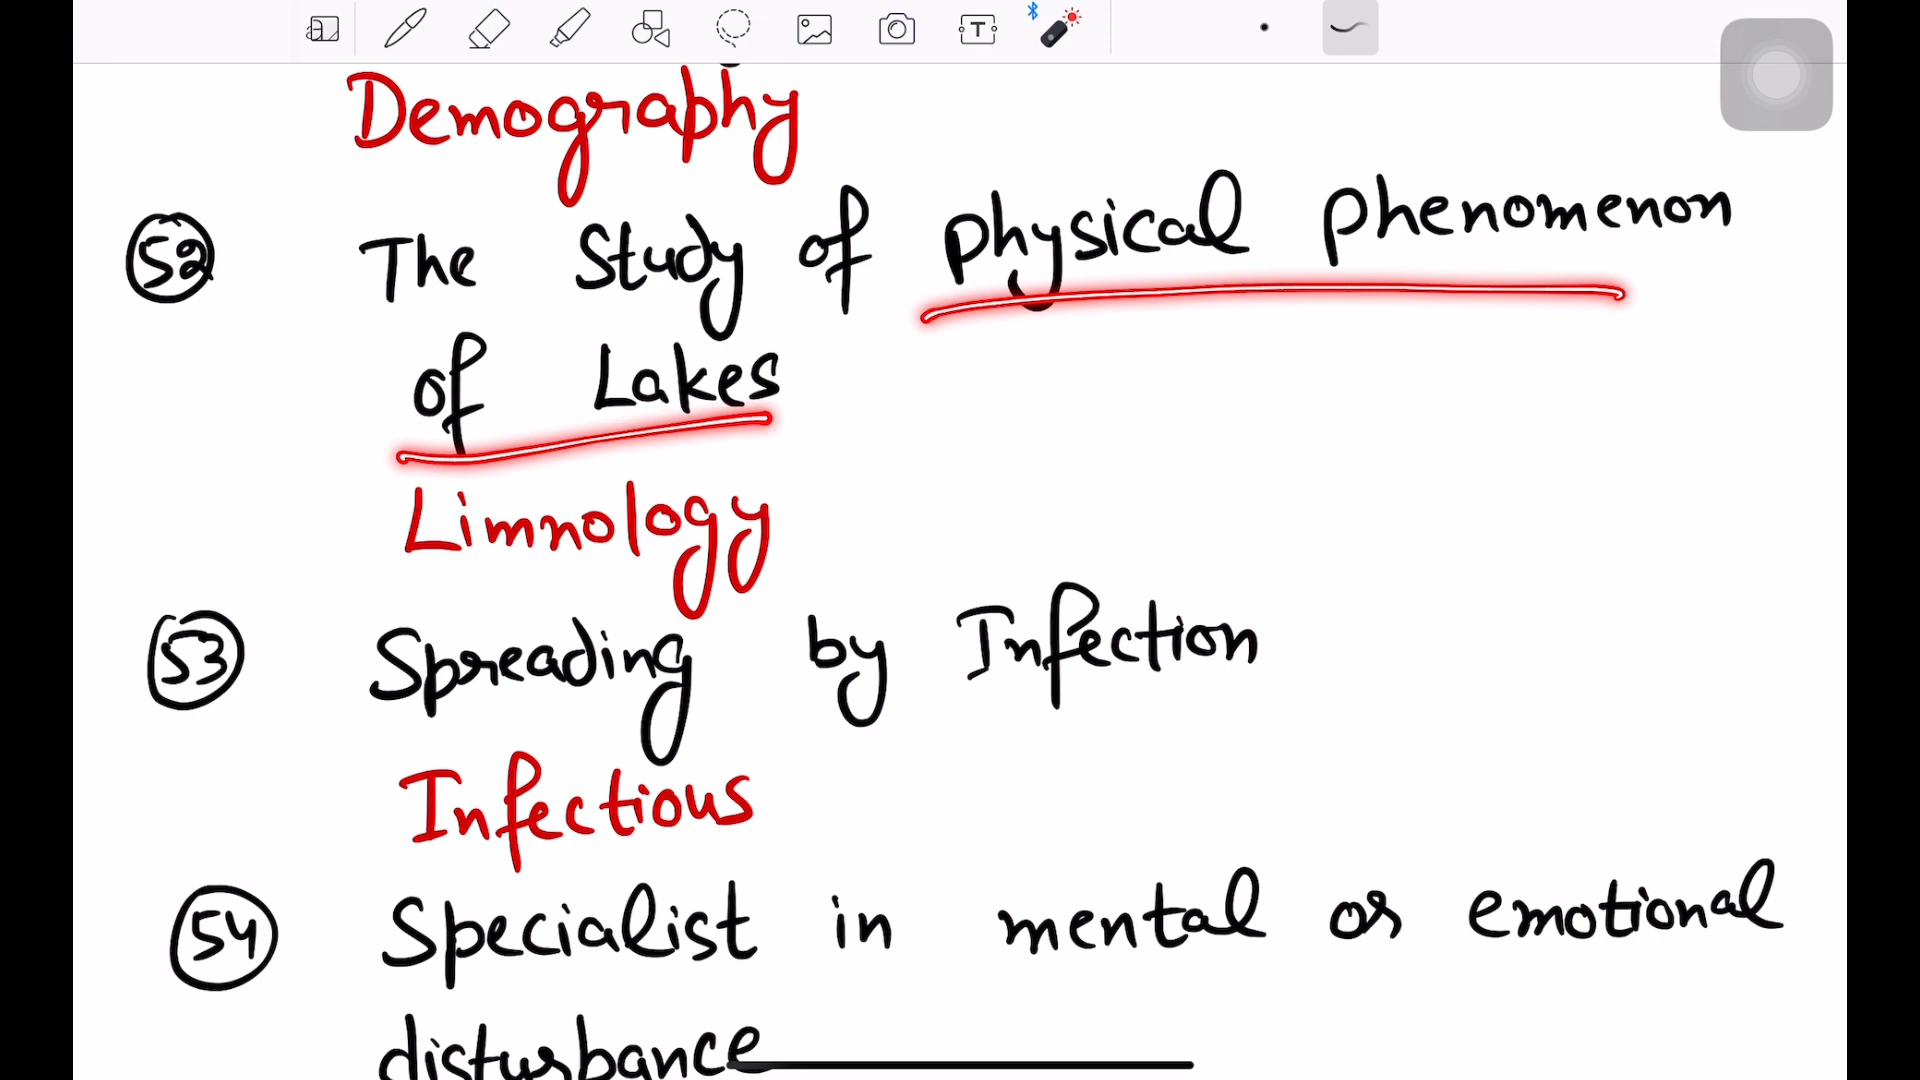 Demography
52 The Study of physical phenomenon
of Lakes
Limnology
53 Spreading by Infection
Infectious
54 Specialist in mental or emotional
disturbance